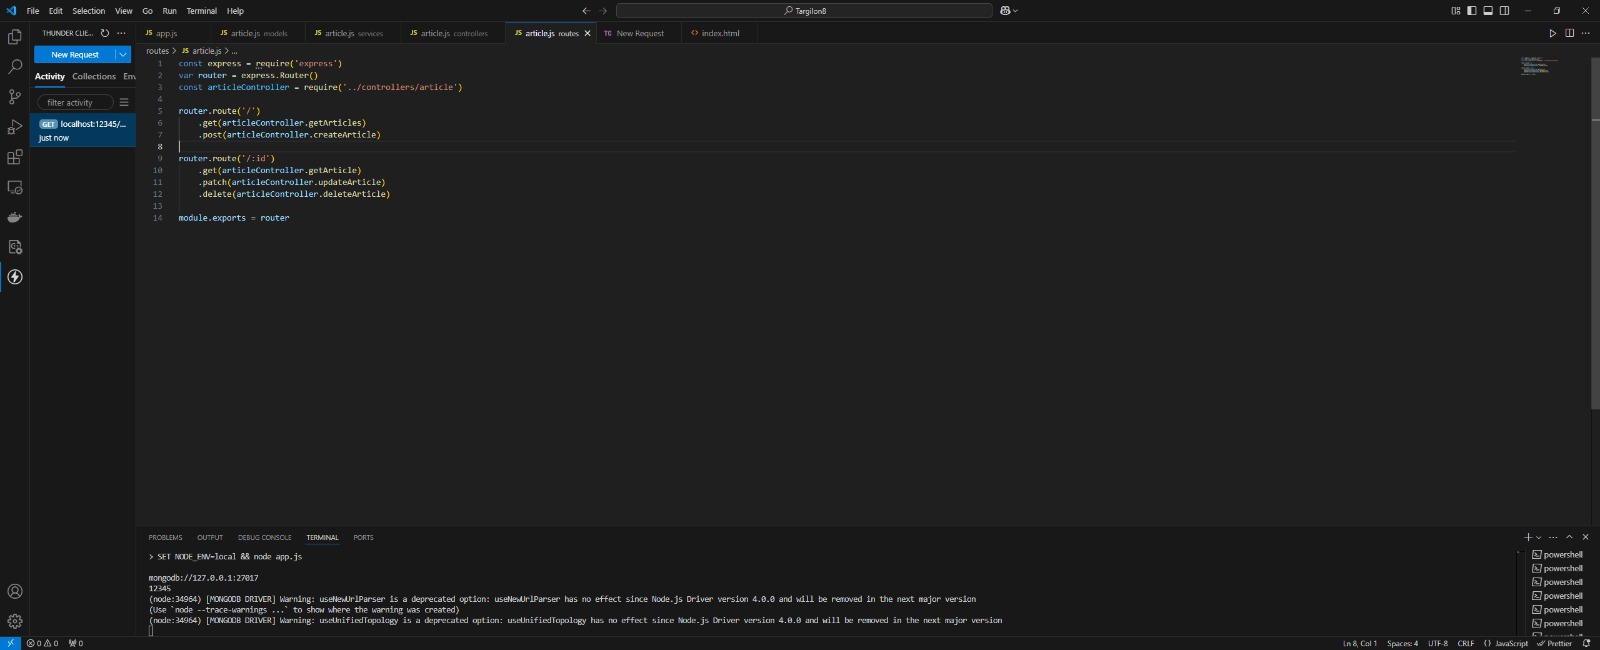 File Edit Selection View Go Run Terminal Help
Targilon8
THUNDER CLIE...
New Request
Activity Collections Env
filter activity
GET localhost:12345/...
just now
JS app.js
JS article.js models
JS article.js services
JS article.js controllers
JS article.js routes
TC New Request
<> index.html
routes > JS article.js > ...
1 const express = require('express')
2 var router = express.Router()
3 const articleController = require('../controllers/article')
4
5 router.route('/')
6 .get(articleController.getArticles)
7 .post(articleController.createArticle)
8
9 router.route('/:id')
10 .get(articleController.getArticle)
11 .patch(articleController.updateArticle)
12 .delete(articleController.deleteArticle)
13
14 module.exports = router
PROBLEMS OUTPUT DEBUG CONSOLE TERMINAL PORTS
> SET NODE_ENV=local && node app.js
mongodb://127.0.0.1:27017
12345
(node:34964) [MONGODB DRIVER] Warning: useNewUrlParser is a deprecated option: useNewUrlParser has no effect since Node.js Driver version 4.0.0 and will be removed in the next major version
(Use `node --trace-warnings ...` to show where the warning was created)
(node:34964) [MONGODB DRIVER] Warning: useUnifiedTopology is a deprecated option: useUnifiedTopology has no effect since Node.js Driver version 4.0.0 and will be removed in the next major version
powershell
powershell
powershell
powershell
powershell
powershell
0 0 0
Ln 8, Col 1 Spaces: 4 UTF-8 CRLF {} JavaScript Prettier